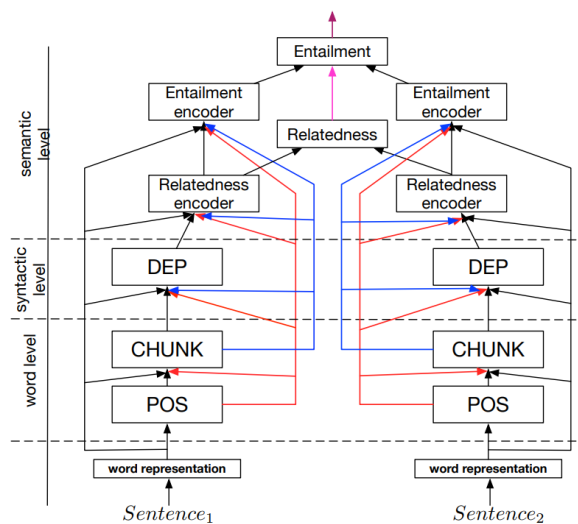 Entailment
Entailment
encoder
Entailment
encoder
Relatedness
semantic
level
Relatedness
encoder
Relatedness
encoder
syntactic
level
DEP
DEP
word level
CHUNK
CHUNK
POS
POS
word representation
word representation
Sentence₁
Sentence₂